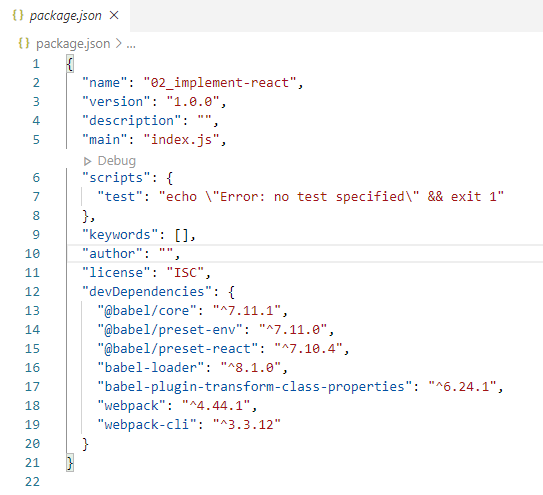 {} package.json ×
{} package.json > ...
1 {
2 "name": "02_implement-react",
3 "version": "1.0.0",
4 "description": "",
5 "main": "index.js",
Debug
6 "scripts": {
7 "test": "echo \"Error: no test specified\" && exit 1"
8 },
9 "keywords": [],
10 "author": "",
11 "license": "ISC",
12 "devDependencies": {
13 "@babel/core": "^7.11.1",
14 "@babel/preset-env": "^7.11.0",
15 "@babel/preset-react": "^7.10.4",
16 "babel-loader": "^8.1.0",
17 "babel-plugin-transform-class-properties": "^6.24.1",
18 "webpack": "^4.44.1",
19 "webpack-cli": "^3.3.12"
20 }
21 }
22